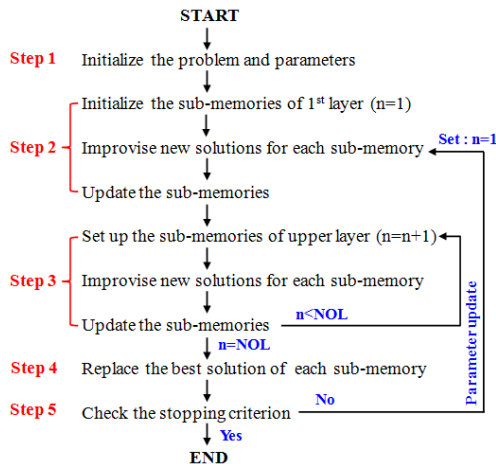 START
Step 1 Initialize the problem and parameters
Initialize the sub-memories of 1st layer (n=1)
Step 2 Improvise new solutions for each sub-memory Set : n=1
Update the sub-memories
Set up the sub-memories of upper layer (n=n+1)
Step 3 Improvise new solutions for each sub-memory
Update the sub-memories n<NOL
n=NOL
Parameter update
Step 4 Replace the best solution of each sub-memory
Step 5 Check the stopping criterion No
Yes
END